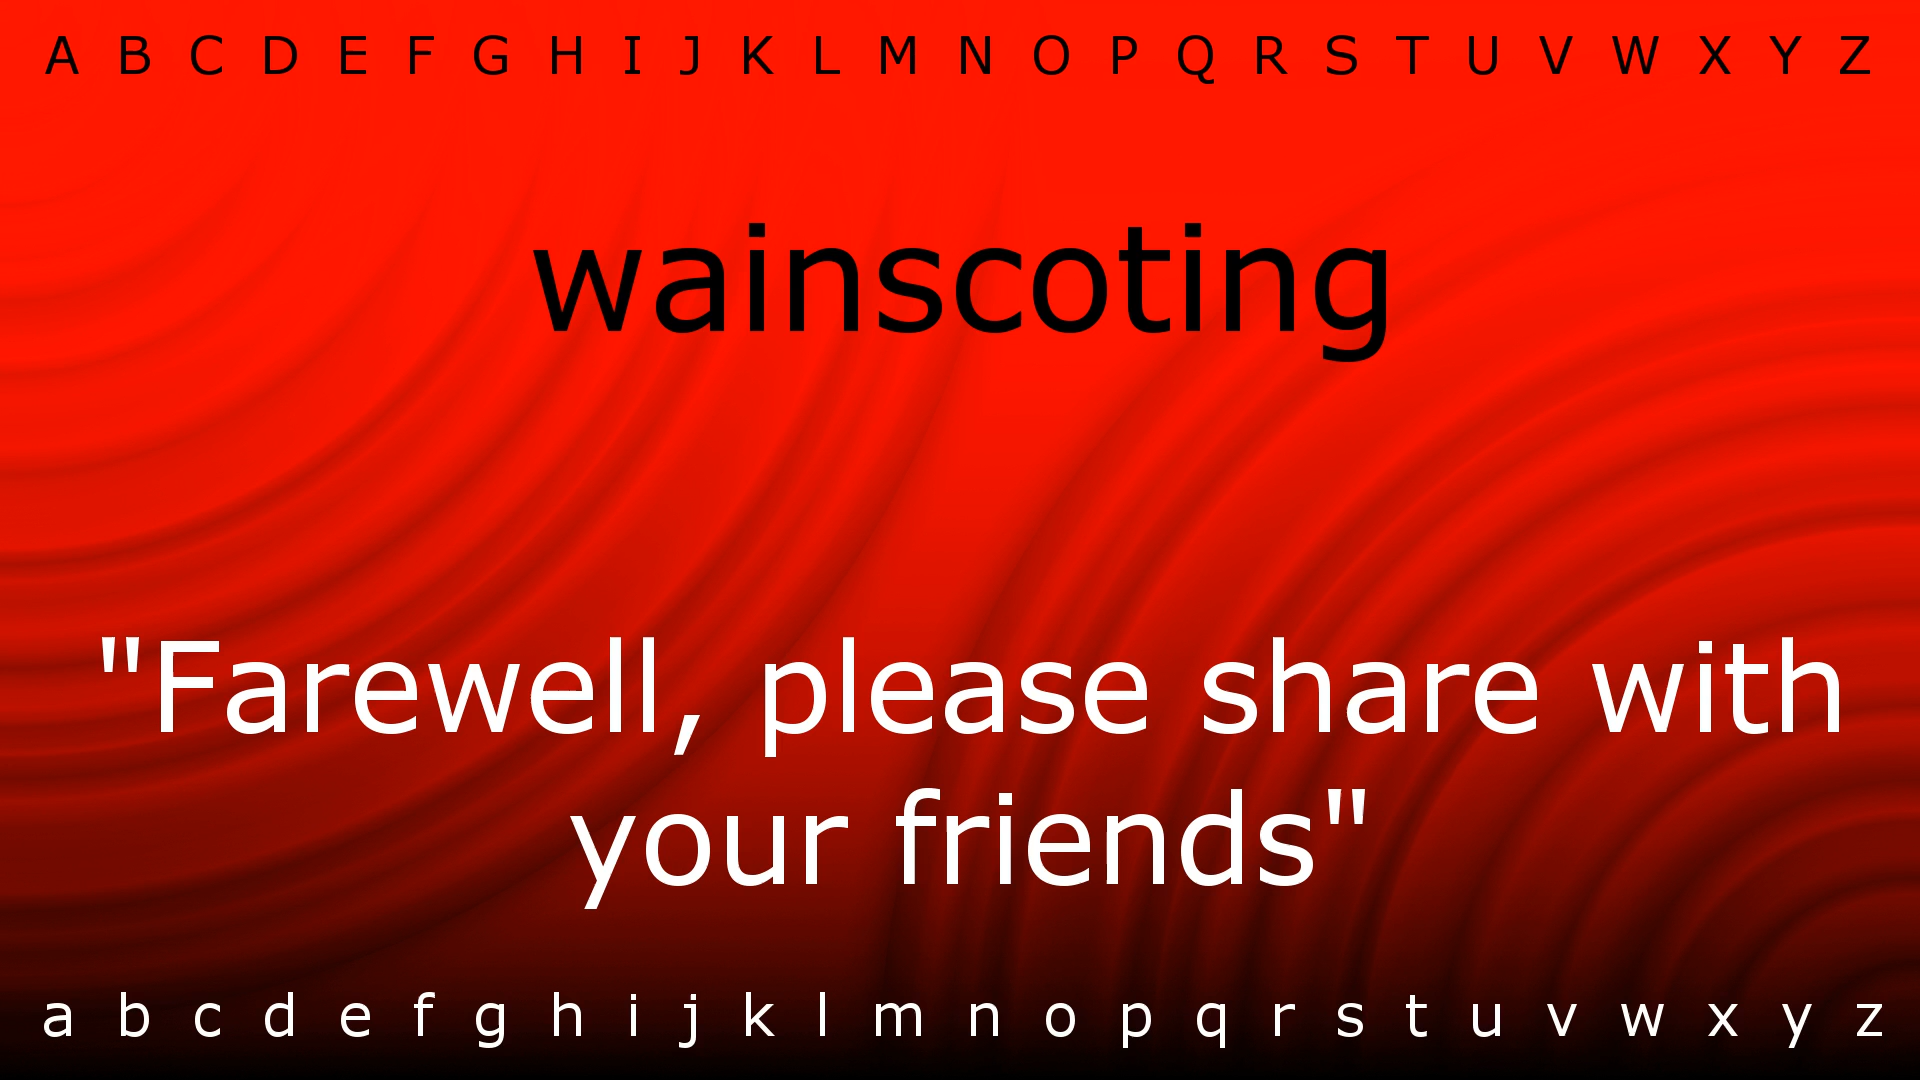 A B C D E F G H I J K L M N O P Q R S T U V W X Y Z
wainscoting
"Farewell, please share with
your friends"
a b c d e f g h i j k l m n o p q r s t u v w x y z